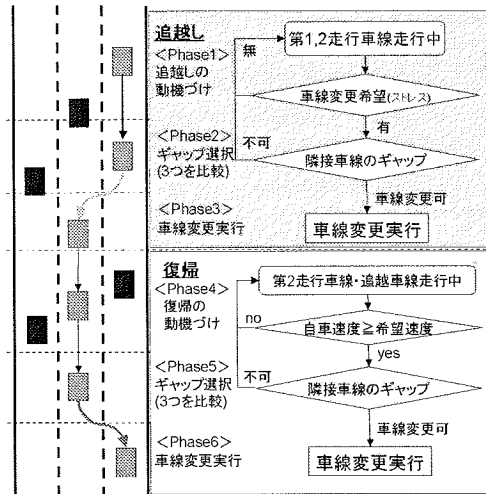 追越し
<Phase1>
追越しの
動機づけ
無
第1,2走行車線走行中
車線変更希望(ストレス)
有
<Phase2>
ギャップ選択
(3つを比較)
不可
隣接車線のギャップ
車線変更可
<Phase3>
車線変更実行
車線変更実行
復帰
<Phase4>
復帰の
動機づけ
第2走行車線・追越車線走行中
no
自車速度≧希望速度
yes
<Phase5>
ギャップ選択
(3つを比較)
不可
隣接車線のギャップ
車線変更可
<Phase6>
車線変更実行
車線変更実行